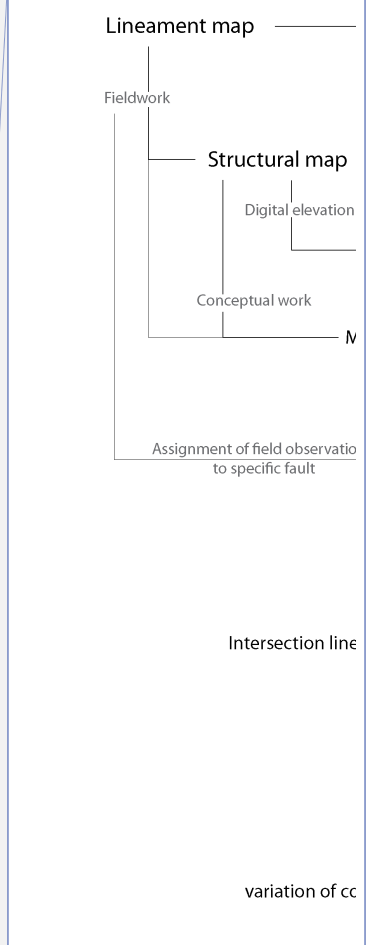 Lineament map
Fieldwork
Structural map
Digital elevation
Conceptual work
M
Assignment of field observatio
to specific fault
Intersection line
variation of co